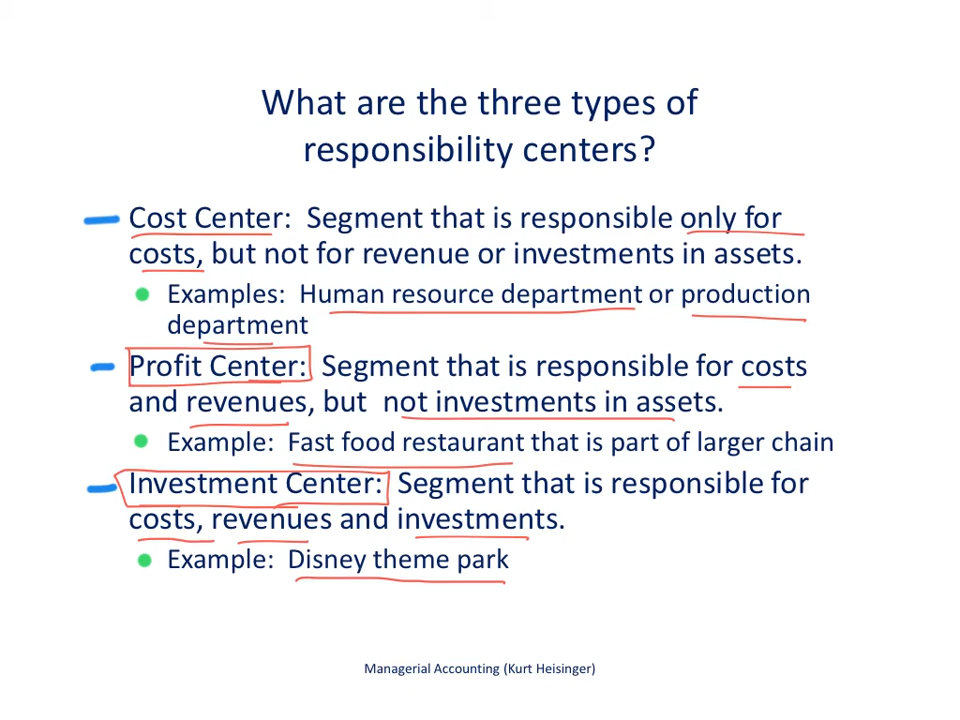 What are the three types of
responsibility centers?
Cost Center: Segment that is responsible only for
costs, but not for revenue or investments in assets.
Examples: Human resource department or production
department
Profit Center: Segment that is responsible for costs
and revenues, but not investments in assets.
Example: Fast food restaurant that is part of larger chain
Investment Center: Segment that is responsible for
costs, revenues and investments.
Example: Disney theme park
Managerial Accounting (Kurt Heisinger)